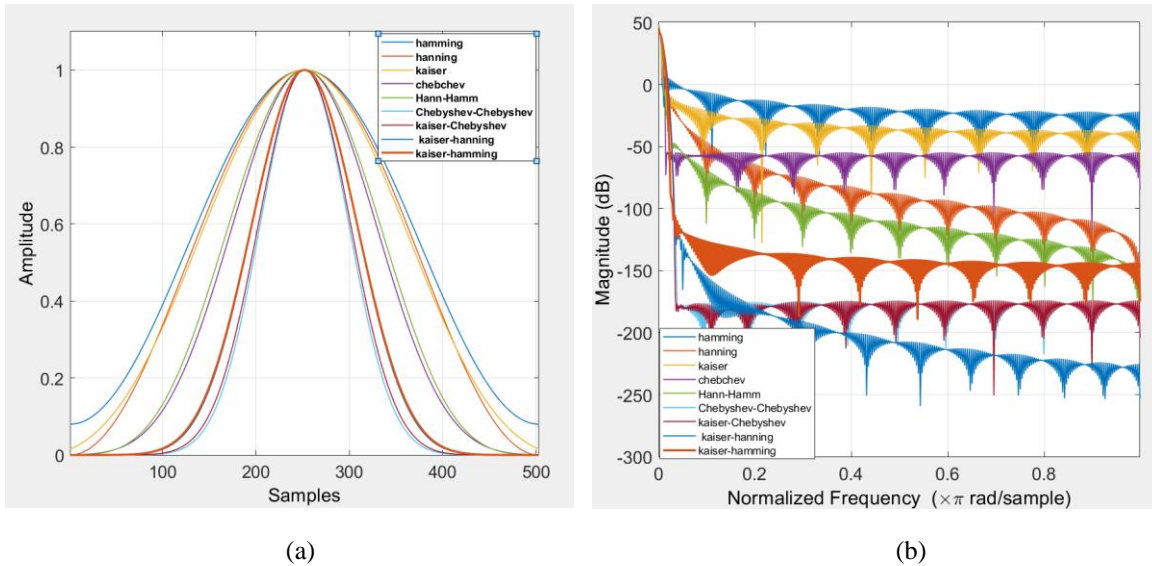 1
0.8
0.6
0.4
0.2
0
100
200
300
400
500
Amplitude
Samples
hamming
hanning
kaiser
chebchev
Hann-Hamm
Chebyshev-Chebyshev
kaiser-Chebyshev
kaiser-hanning
kaiser-hamming
(a)
50
0
-50
-100
-150
-200
-250
-300
0
0.2
0.4
0.6
0.8
Magnitude (dB)
Normalized Frequency (×π rad/sample)
hamming
hanning
kaiser
chebchev
Hann-Hamm
Chebyshev-Chebyshev
kaiser-Chebyshev
kaiser-hanning
kaiser-hamming
(b)